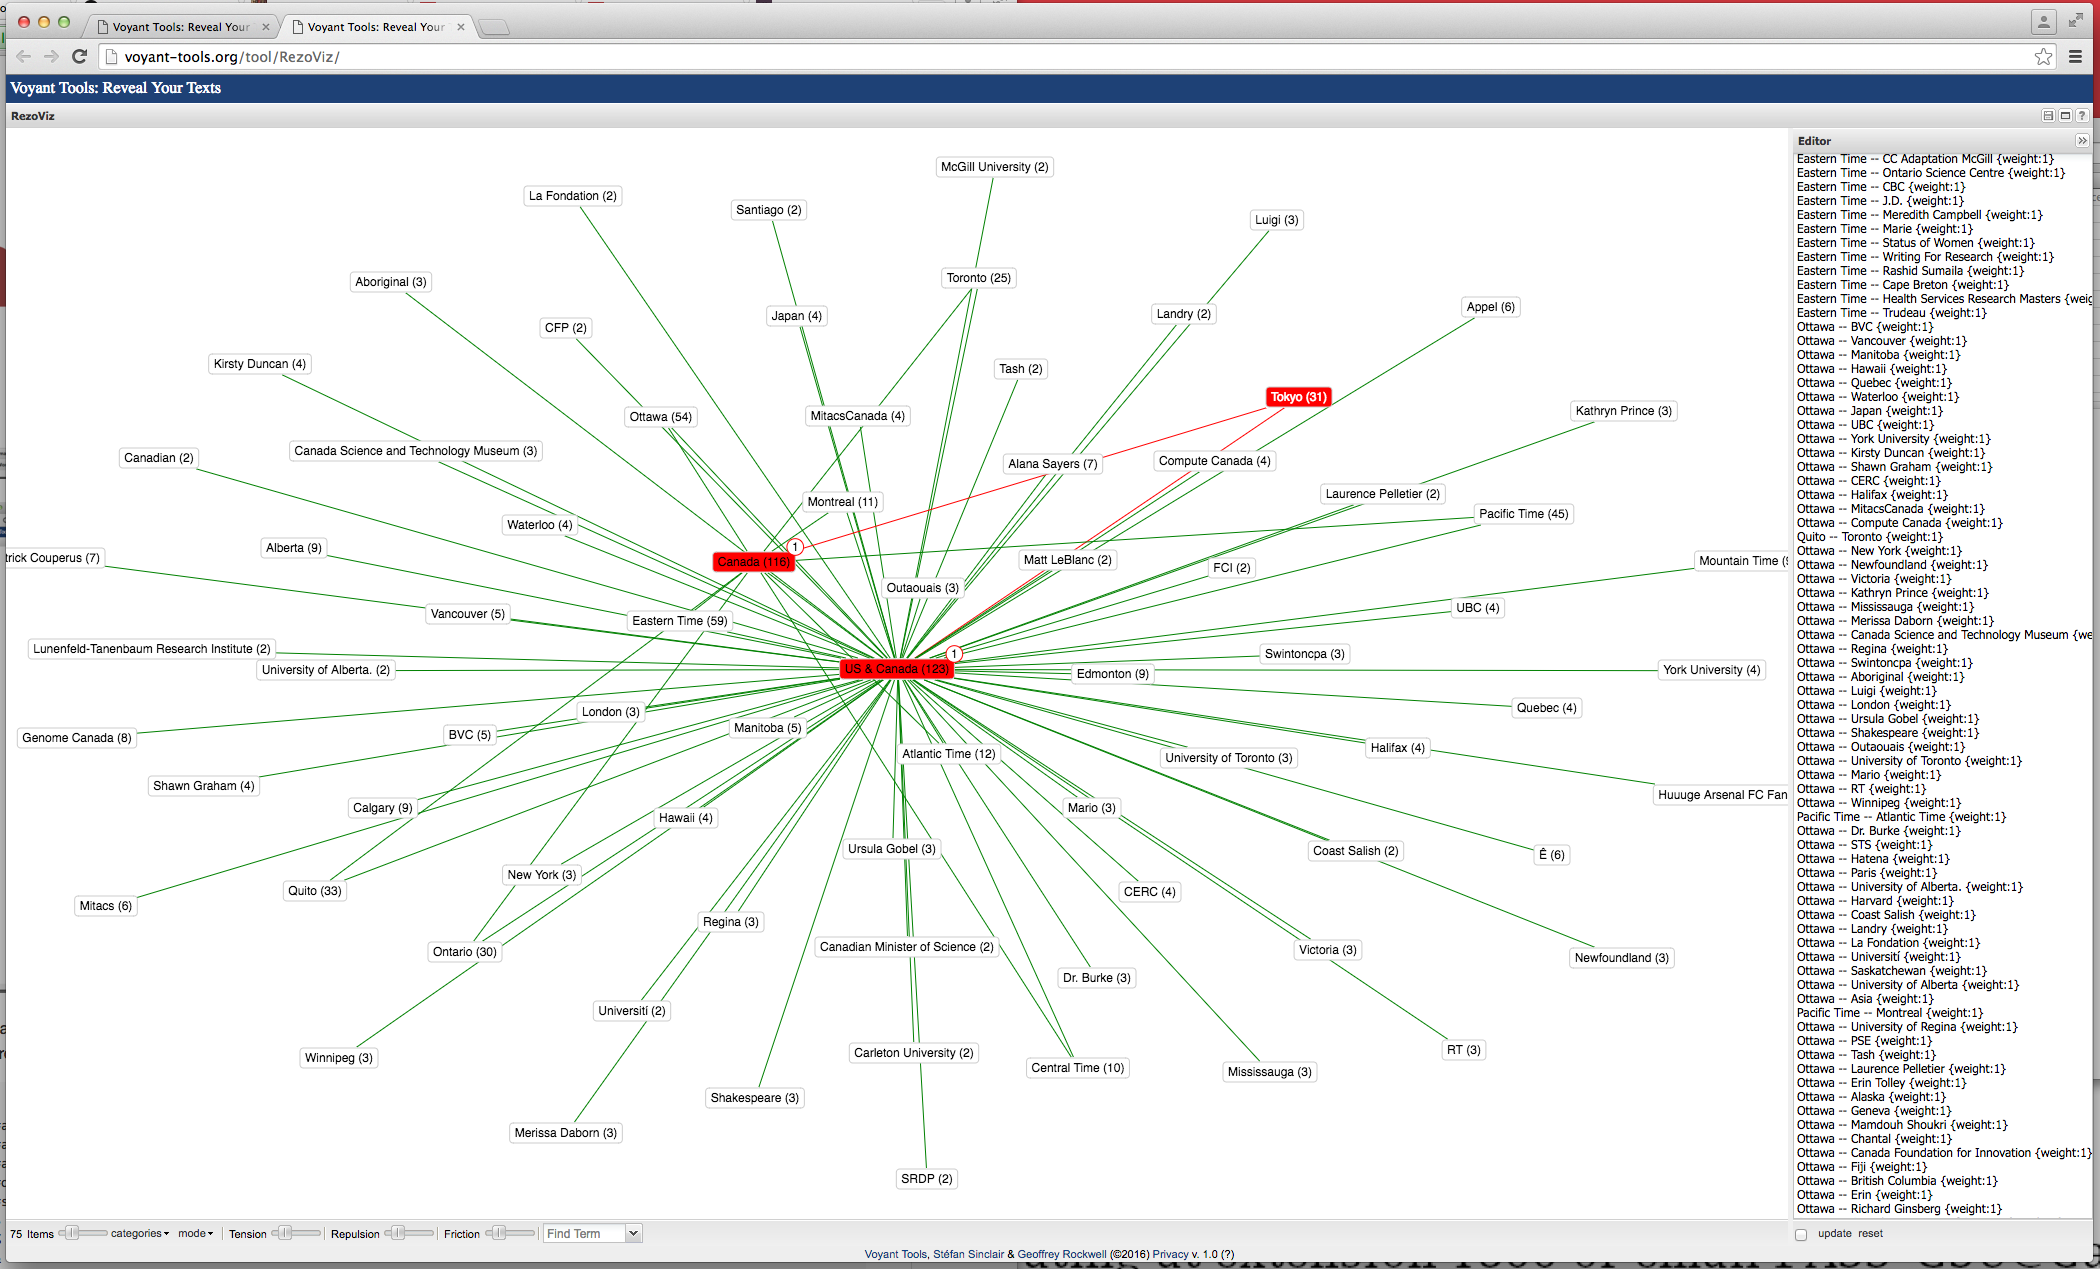 Voyant Tools: Reveal Your
Voyant Tools: Reveal Your
voyant-tools.org/tool/RezoViz/
Voyant Tools: Reveal Your Texts
RezoViz
McGill University (2)
La Fondation (2)
Santiago (2)
Luigi (3)
Aboriginal (3)
Toronto (25)
Appel (6)
Japan (4)
Landry (2)
CFP (2)
Kirsty Duncan (4)
Tash (2)
Tokyo (31)
Kathryn Prince (3)
Ottawa (54)
MitacsCanada (4)
Canada Science and Technology Museum (3)
Canadian (2)
Alana Sayers (7)
Compute Canada (4)
Laurence Pelletier (2)
Montreal (11)
Pacific Time (45)
Waterloo (4)
Alberta (9)
1
trick Couperus (7)
Canada (116)
Matt LeBlanc (2)
Mountain Time (9
FCI (2)
Outaouais (3)
UBC (4)
Vancouver (5)
Eastern Time (59)
Lunenfeld-Tanenbaum Research Institute (2)
1
Swintoncpa (3)
University of Alberta. (2)
US & Canada (123)
Edmonton (9)
York University (4)
London (3)
Quebec (4)
Manitoba (5)
BVC (5)
Genome Canada (8)
Halifax (4)
Atlantic Time (12)
University of Toronto (3)
Shawn Graham (4)
Huuuge Arsenal FC Fan
Calgary (9)
Mario (3)
Hawaii (4)
Ursula Gobel (3)
Coast Salish (2)
Ê (6)
New York (3)
Quito (33)
CERC (4)
Mitacs (6)
Regina (3)
Canadian Minister of Science (2)
Ontario (30)
Victoria (3)
Newfoundland (3)
Dr. Burke (3)
Universití (2)
Winnipeg (3)
Carleton University (2)
RT (3)
Central Time (10)
Mississauga (3)
Shakespeare (3)
Merissa Daborn (3)
SRDP (2)
Editor
Eastern Time -- CC Adaptation McGill {weight:1}
Eastern Time -- Ontario Science Centre {weight:1}
Eastern Time -- CBC {weight:1}
Eastern Time -- J.D. {weight:1}
Eastern Time -- Meredith Campbell {weight:1}
Eastern Time -- Marie {weight:1}
Eastern Time -- Status of Women {weight:1}
Eastern Time -- Writing For Research {weight:1}
Eastern Time -- Rashid Sumaila {weight:1}
Eastern Time -- Cape Breton {weight:1}
Eastern Time -- Health Services Research Masters {weig
Eastern Time -- Trudeau {weight:1}
Ottawa -- BVC {weight:1}
Ottawa -- Vancouver {weight:1}
Ottawa -- Manitoba {weight:1}
Ottawa -- Hawaii {weight:1}
Ottawa -- Quebec {weight:1}
Ottawa -- Waterloo {weight:1}
Ottawa -- Japan {weight:1}
Ottawa -- UBC {weight:1}
Ottawa -- York University {weight:1}
Ottawa -- Kirsty Duncan {weight:1}
Ottawa -- Shawn Graham {weight:1}
Ottawa -- CERC {weight:1}
Ottawa -- Halifax {weight:1}
Ottawa -- MitacsCanada {weight:1}
Ottawa -- Compute Canada {weight:1}
Quito -- Toronto {weight:1}
Ottawa -- New York {weight:1}
Ottawa -- Newfoundland {weight:1}
Ottawa -- Victoria {weight:1}
Ottawa -- Kathryn Prince {weight:1}
Ottawa -- Mississauga {weight:1}
Ottawa -- Merissa Daborn {weight:1}
Ottawa -- Canada Science and Technology Museum {we
Ottawa -- Regina {weight:1}
Ottawa -- Swintoncpa {weight:1}
Ottawa -- Aboriginal {weight:1}
Ottawa -- Luigi {weight:1}
Ottawa -- London {weight:1}
Ottawa -- Ursula Gobel {weight:1}
Ottawa -- Shakespeare {weight:1}
Ottawa -- Outaouais {weight:1}
Ottawa -- University of Toronto {weight:1}
Ottawa -- Mario {weight:1}
Ottawa -- RT {weight:1}
Ottawa -- Winnipeg {weight:1}
Pacific Time -- Atlantic Time {weight:1}
Ottawa -- Dr. Burke {weight:1}
Ottawa -- STS {weight:1}
Ottawa -- Hatena {weight:1}
Ottawa -- Paris {weight:1}
Ottawa -- University of Alberta. {weight:1}
Ottawa -- Harvard {weight:1}
Ottawa -- Coast Salish {weight:1}
Ottawa -- Landry {weight:1}
Ottawa -- La Fondation {weight:1}
Ottawa -- Universití {weight:1}
Ottawa -- Saskatchewan {weight:1}
Ottawa -- University of Alberta {weight:1}
Ottawa -- Asia {weight:1}
Pacific Time -- Montreal {weight:1}
Ottawa -- University of Regina {weight:1}
Ottawa -- PSE {weight:1}
Ottawa -- Tash {weight:1}
Ottawa -- Laurence Pelletier {weight:1}
Ottawa -- Erin Tolley {weight:1}
Ottawa -- Alaska {weight:1}
Ottawa -- Geneva {weight:1}
Ottawa -- Mamdouh Shoukri {weight:1}
Ottawa -- Chantal {weight:1}
Ottawa -- Canada Foundation for Innovation {weight:1}
Ottawa -- Fiji {weight:1}
Ottawa -- British Columbia {weight:1}
Ottawa -- Erin {weight:1}
Ottawa -- Richard Ginsberg {weight:1}
75 Items categories mode Tension Repulsion Friction Find Term
update reset
Voyant Tools, Stéfan Sinclair & Geoffrey Rockwell (©2016) Privacy v. 1.0 (?)